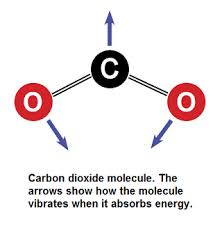 C
O O
Carbon dioxide molecule. The
arrows show how the molecule
vibrates when it absorbs energy.